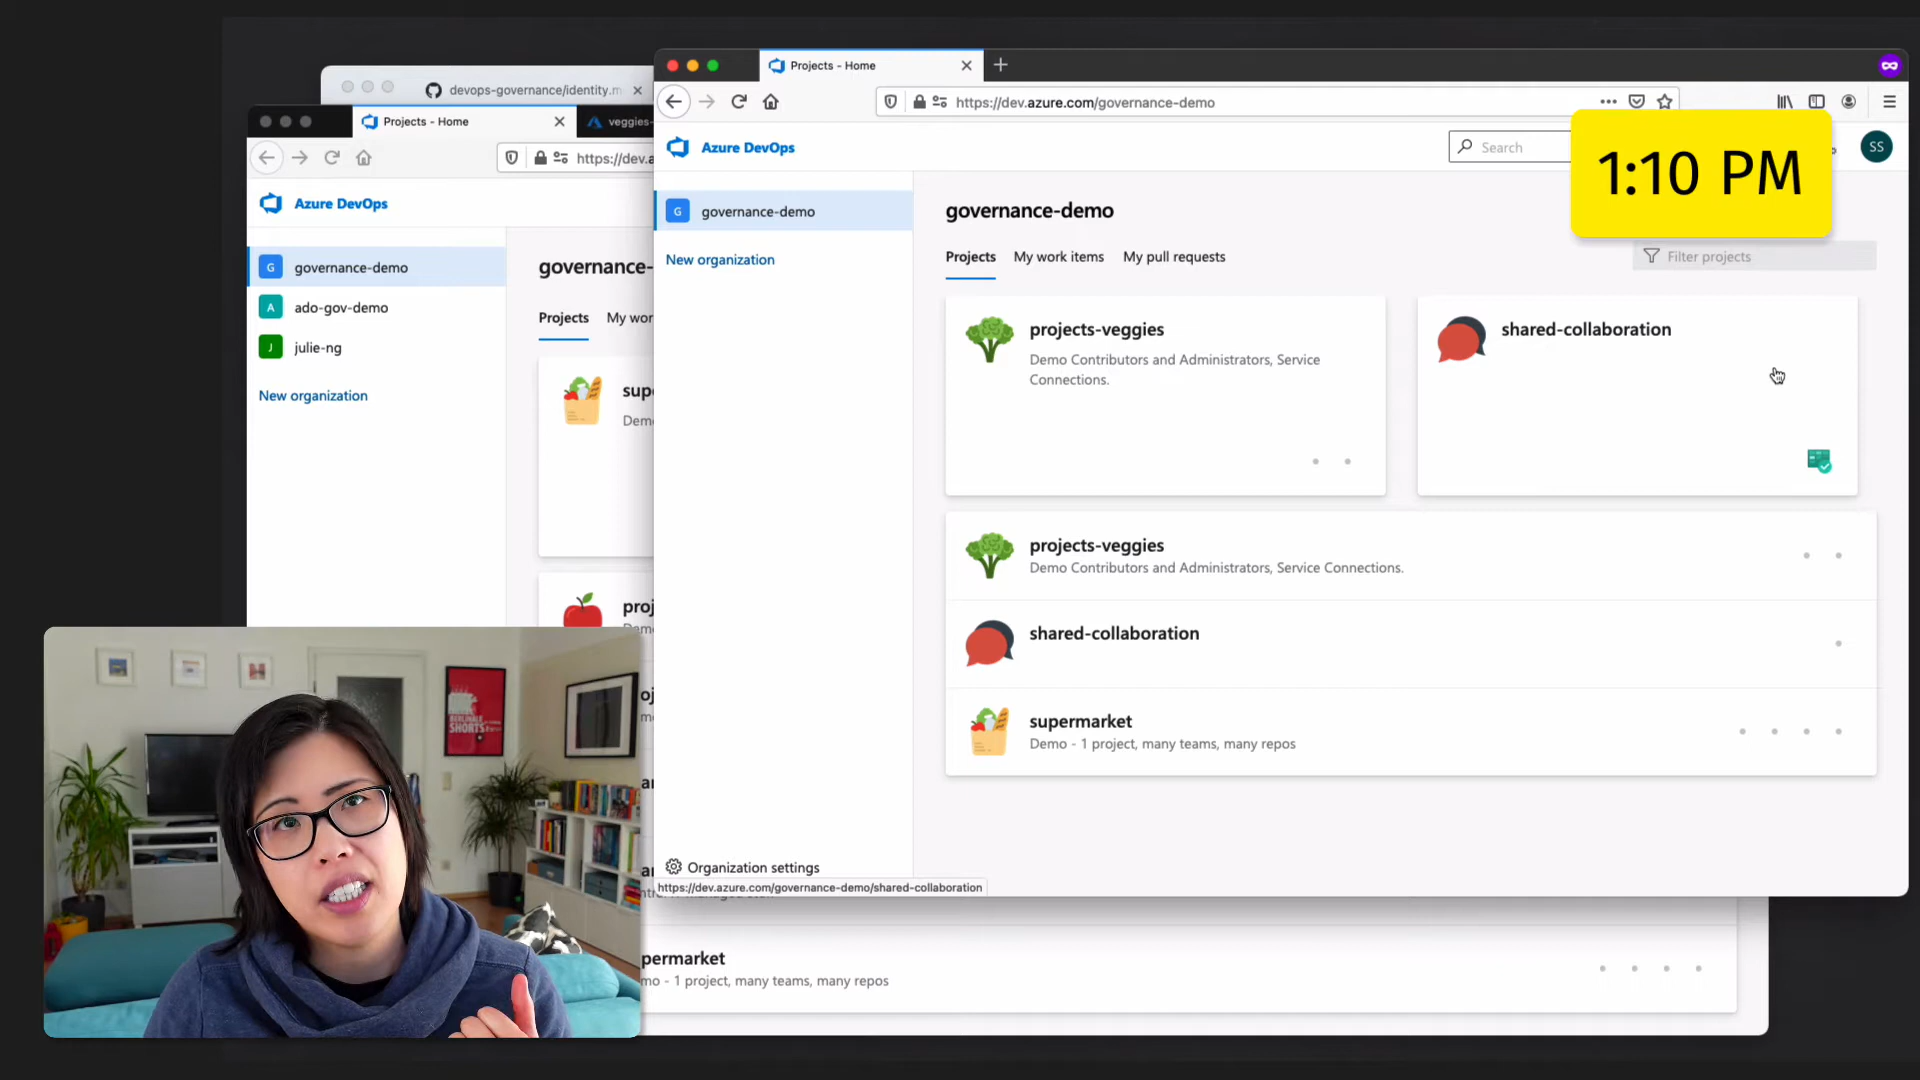 devops-governance/identity.m
Projects - Home
veggies-
https://dev.a
Azure DevOps
G
governance-demo
A
ado-gov-demo
J
julie-ng
New organization
governance-
Projects
My wor
sup
Dem
proj
Dem
Projects - Home
https://dev.azure.com/governance-demo
Azure DevOps
Search
1:10 PM
SS
G
governance-demo
New organization
governance-demo
Projects
My work items
My pull requests
Filter projects
projects-veggies
Demo Contributors and Administrators, Service
Connections.
shared-collaboration
projects-veggies
Demo Contributors and Administrators, Service Connections.
shared-collaboration
supermarket
Demo - 1 project, many teams, many repos
Organization settings
https://dev.azure.com/governance-demo/shared-collaboration
permarket
mo - 1 project, many teams, many repos
BERLINALE
SHORTS